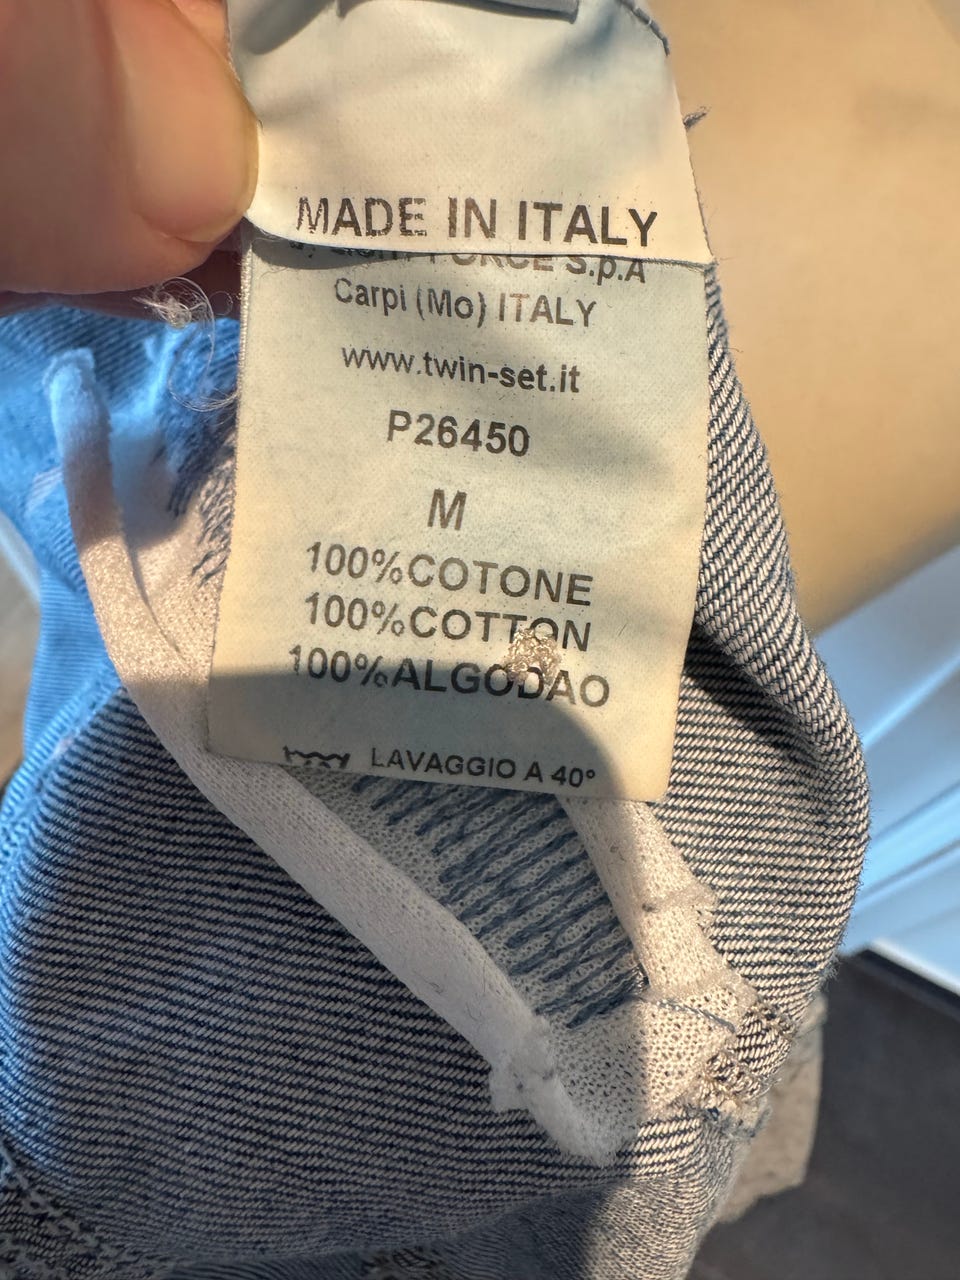 MADE IN ITALY
FORCE S.p.A
Carpi (Mo) ITALY
www.twin-set.it
P26450
M
100%COTONE
100%COTTON
100%ALGODAO
LAVAGGIO A 40°